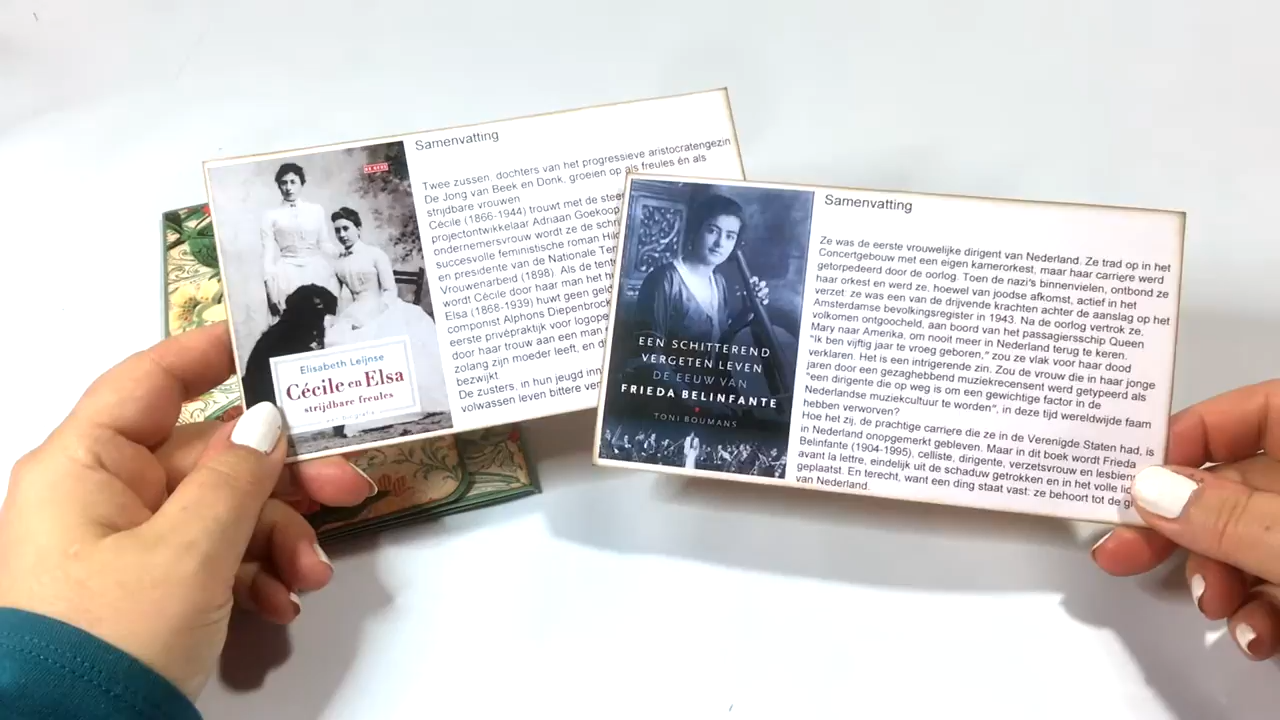 Samenvatting
Twee zussen, dochters van het progressieve aristocratengezin
De Jong van Beek en Donk, groeien op als freules én als
strijdbare vrouwen
Cécile (1866-1944) trouwt met de
projectontwikkelaar Adriaan Goekoop
ondernemersvrouw wordt ze de
succesvolle feministische roman
en presidente van de Nationale
Vrouwenarbeid (1898). Als de
wordt Cécile door haar man het
Elsa (1868-1939) huwt geen
componist Alphons
eerste privépraktijk voor
door haar trouw aan een man
zolang zijn moeder leeft, en
bezwijkt.
De zusters, in hun jeugd
volwassen leven bittere
Elisabeth Leijnse
Cécile en Elsa
strijdbare freules
een biografie
Samenvatting
Ze was de eerste vrouwelijke dirigent van Nederland. Ze trad op in het
Concertgebouw met een eigen kamerorkest, maar haar carriere werd
getorpedeerd door de oorlog. Toen de nazi's binnenvielen, ontbond ze
haar orkest en werd ze, hoewel van joodse afkomst, actief in het
verzet ze was een van de drijvende krachten achter de aanslag op het
Amsterdamse bevolkingsregister in 1943. Na de oorlog vertrok ze,
volkomen ontgoocheld, aan boord van het passagiersschip Queen
Mary naar Amerika, om nooit meer in Nederland terug te keren.
"Ik ben vijftig jaar te vroeg geboren," zou ze vlak voor haar dood
verklaren. Het is een intrigerende zin. Zou de vrouw die in haar jonge
jaren door een gezaghebbend muziekrecensent werd getypeerd als
"een dirigente die op weg is om een gewichtige factor in de
Nederlandse muziekcultuur te worden", in deze tijd wereldwijde faam
hebben verworven?
Hoe het zij, de prachtige carriere die ze in de Verenigde Staten had, is
in Nederland onopgemerkt gebleven. Maar in dit boek wordt Frieda
Belinfante (1904-1995), celliste, dirigente, verzetsvrouw en
avant la lettre, eindelijk uit de schaduw getrokken en in het volle
geplaatst. En terecht, want een ding staat vast: ze behoort tot de
van Nederland.
EEN SCHITTEREND
VERGETEN LEVEN
DE EEUW VAN
FRIEDA BELINFANTE
TONI BOUMANS